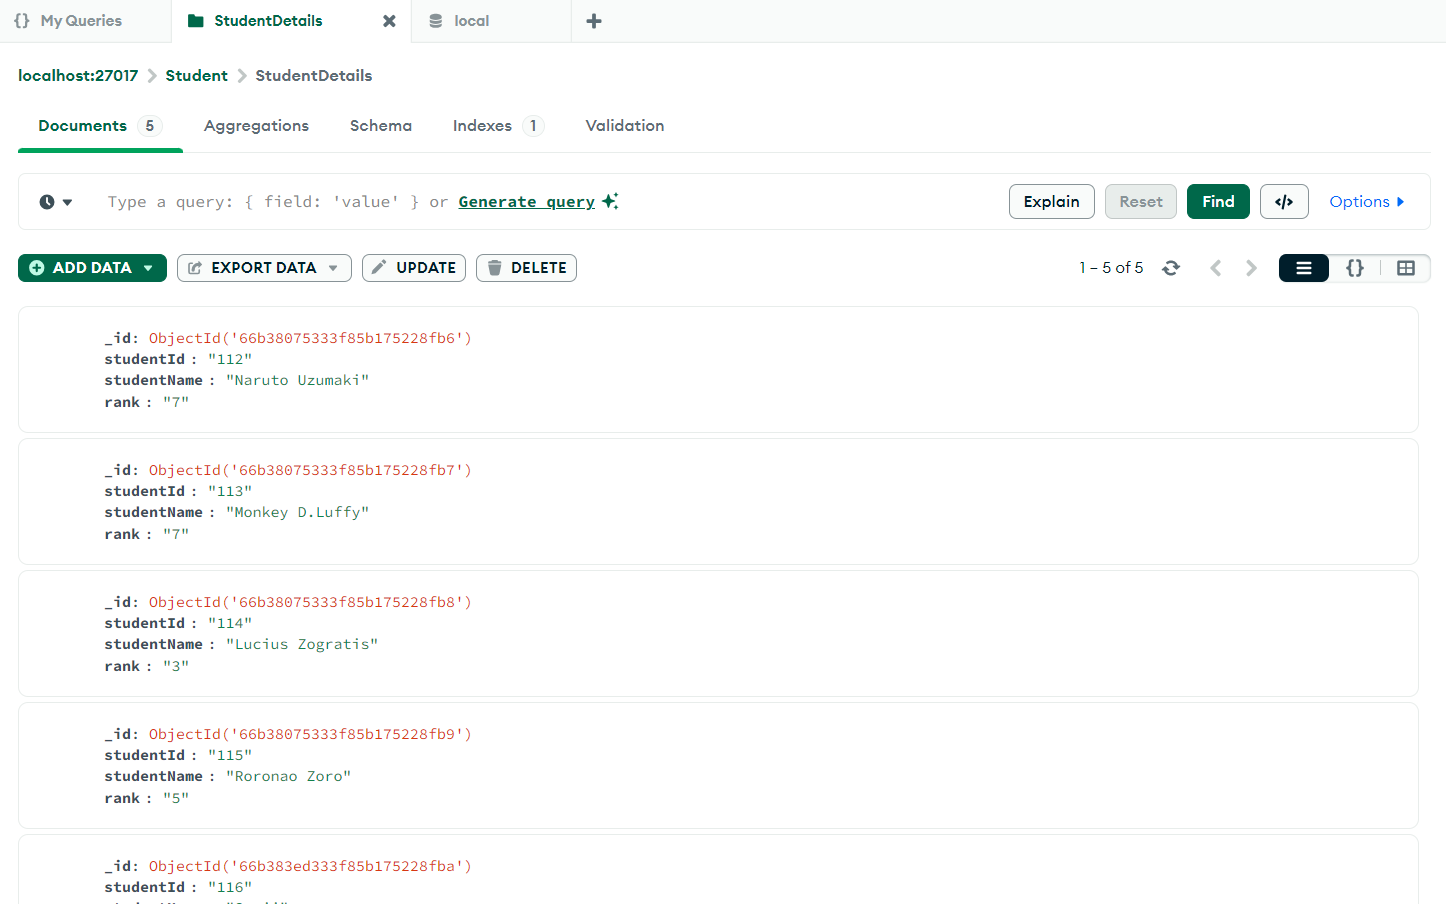 My Queries
StudentDetails
local
localhost:27017 > Student > StudentDetails
Documents 5 Aggregations Schema Indexes 1 Validation
Type a query: { field: 'value' } or Generate query
Explain Reset Find </> Options
ADD DATA EXPORT DATA UPDATE DELETE 1 – 5 of 5 {}
_id: ObjectId('66b38075333f85b175228fb6')
studentId : "112"
studentName : "Naruto Uzumaki"
rank : "7"
_id: ObjectId('66b38075333f85b175228fb7')
studentId : "113"
studentName : "Monkey D.Luffy"
rank : "7"
_id: ObjectId('66b38075333f85b175228fb8')
studentId : "114"
studentName : "Lucius Zogratis"
rank : "3"
_id: ObjectId('66b38075333f85b175228fb9')
studentId : "115"
studentName : "Roronao Zoro"
rank : "5"
_id: ObjectId('66b383ed333f85b175228fba')
studentId : "116"